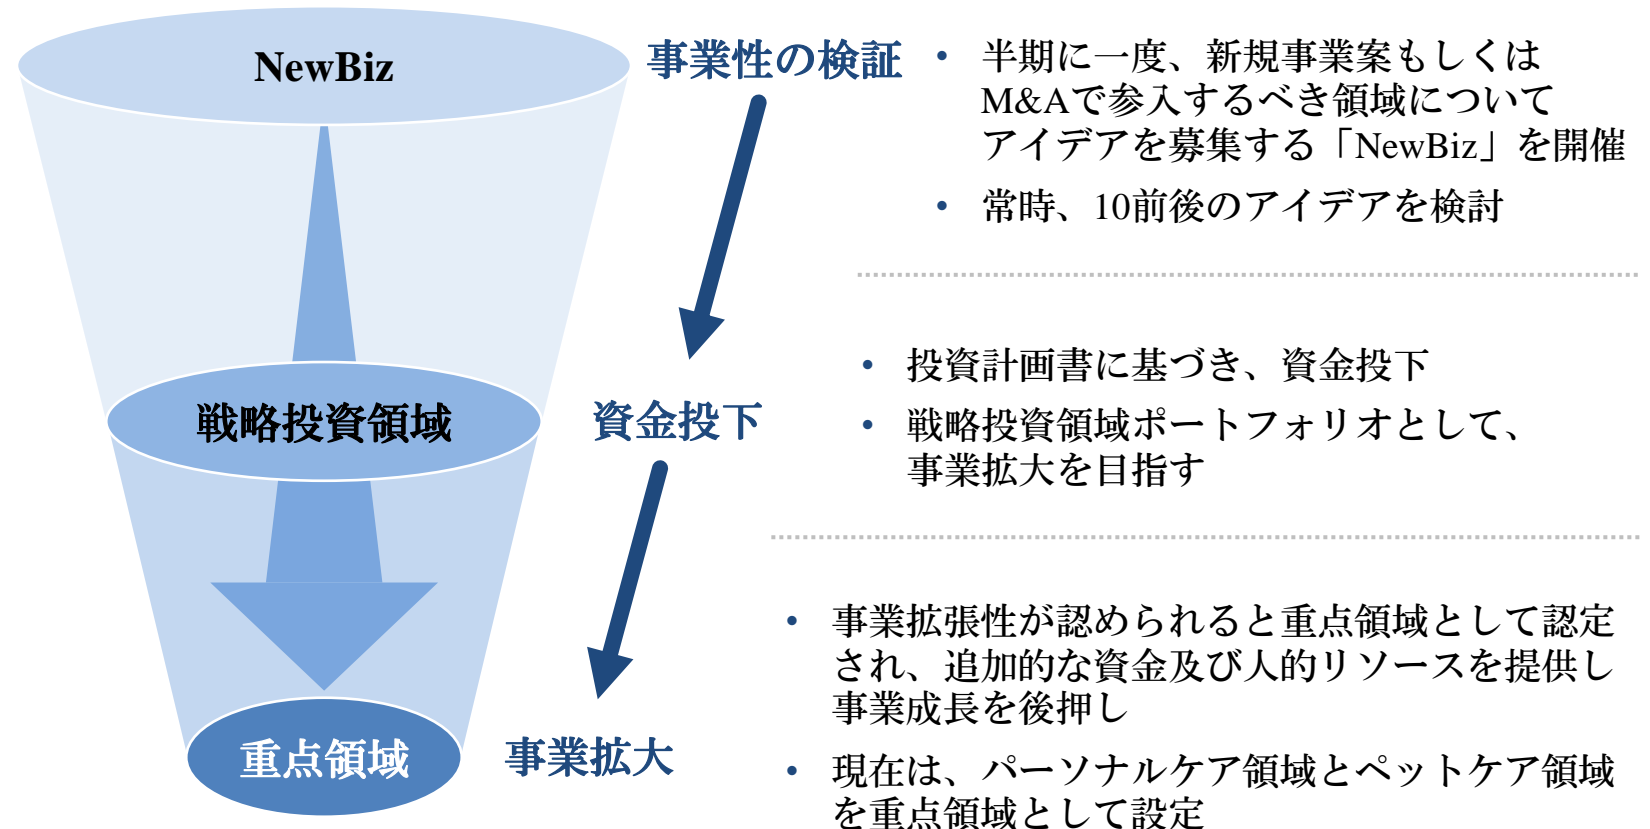 NewBiz
事業性の検証
• 半期に一度、新規事業案もしくは
M&Aで参入するべき領域について
アイデアを募集する「NewBiz」を開催
• 常時、10前後のアイデアを検討
戦略投資領域
資金投下
• 投資計画書に基づき、資金投下
• 戦略投資領域ポートフォリオとして、
事業拡大を目指す
重点領域
事業拡大
• 事業拡張性が認められると重点領域として認定
され、追加的な資金及び人的リソースを提供し
事業成長を後押し
• 現在は、パーソナルケア領域とペットケア領域
を重点領域として設定